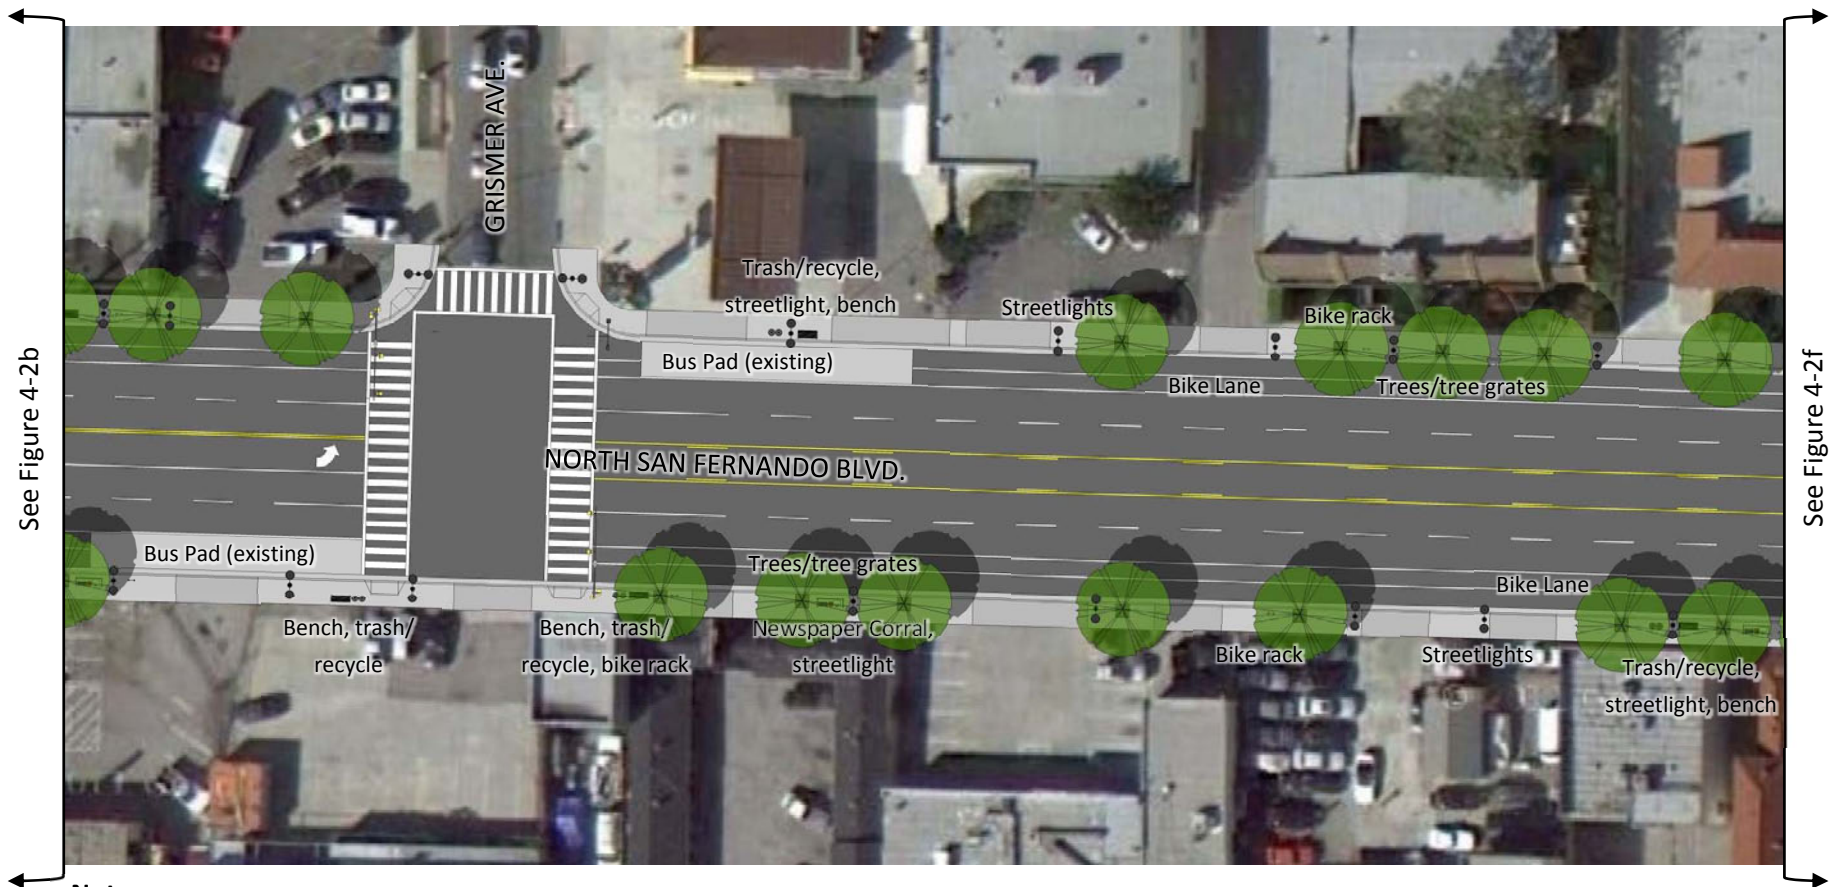 GRISMER AVE.
Trash/recycle,
streetlight, bench
Streetlights
Bike rack
Bus Pad (existing)
Bike Lane
Trees/tree grates
See Figure 4-2b
See Figure 4-2f
NORTH SAN FERNANDO BLVD.
Bus Pad (existing)
Trees/tree grates
Bike Lane
Bench, trash/
recycle
Bench, trash/
recycle, bike rack
Newspaper Corral,
streetlight
Bike rack
Streetlights
Trash/recycle,
streetlight, bench